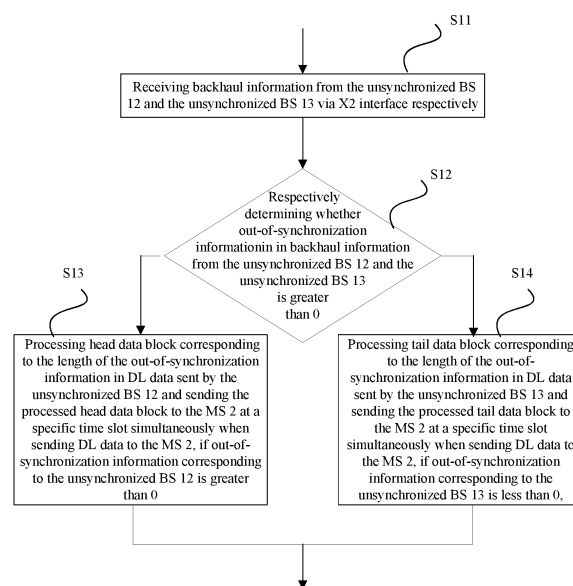 S11
Receiving backhaul information from the unsynchronized BS
12 and the unsynchronized BS 13 via X2 interface respectively
S12
Respectively
determining whether
out-of-synchronization
informationin in backhaul information
from the unsynchronized BS 12 and the
unsynchronized BS 13
is greater
than 0
S13
Processing head data block corresponding
to the length of the out-of-synchronization
information in DL data sent by the
unsynchronized BS 12 and sending the
processed head data block to the MS 2 at a
specific time slot simultaneously when
sending DL data to the MS 2, if out-of-
synchronization information corresponding
to the unsynchronized BS 12 is greater
than 0
S14
Processing tail data block corresponding
to the length of the out-of-
synchronization information in DL data
sent by the unsynchronized BS 13 and
sending the processed tail data block to
the MS 2 at a specific time slot
simultaneously when sending DL data to
the MS 2, if out-of-synchronization
information corresponding to the
unsynchronized BS 13 is less than 0,